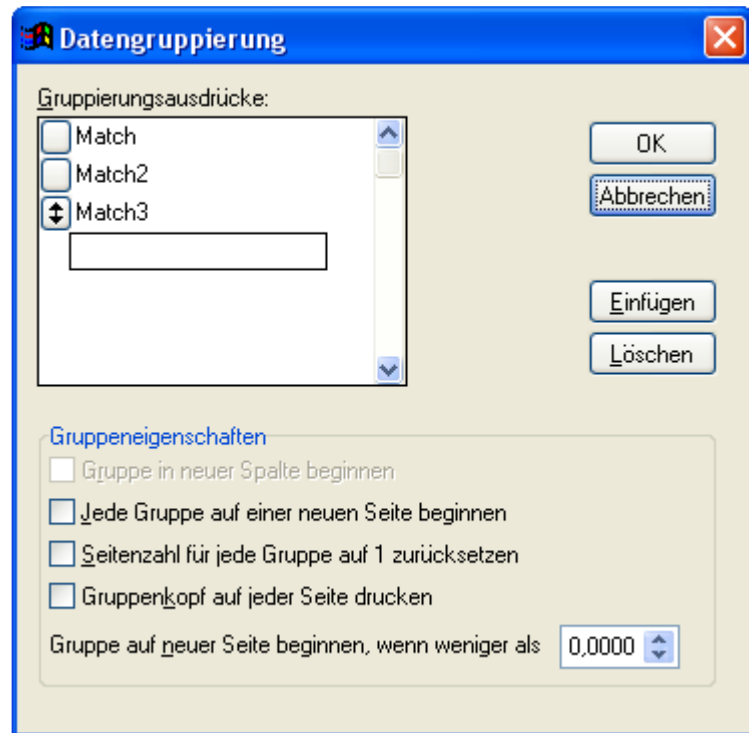 Datengruppierung
Gruppierungsausdrücke:
Match
Match2
Match3
OK
Abbrechen
Einfügen
Löschen
Gruppeneigenschaften
Gruppe in neuer Spalte beginnen
Jede Gruppe auf einer neuen Seite beginnen
Seitenzahl für jede Gruppe auf 1 zurücksetzen
Gruppenkopf auf jeder Seite drucken
Gruppe auf neuer Seite beginnen, wenn weniger als 0,0000